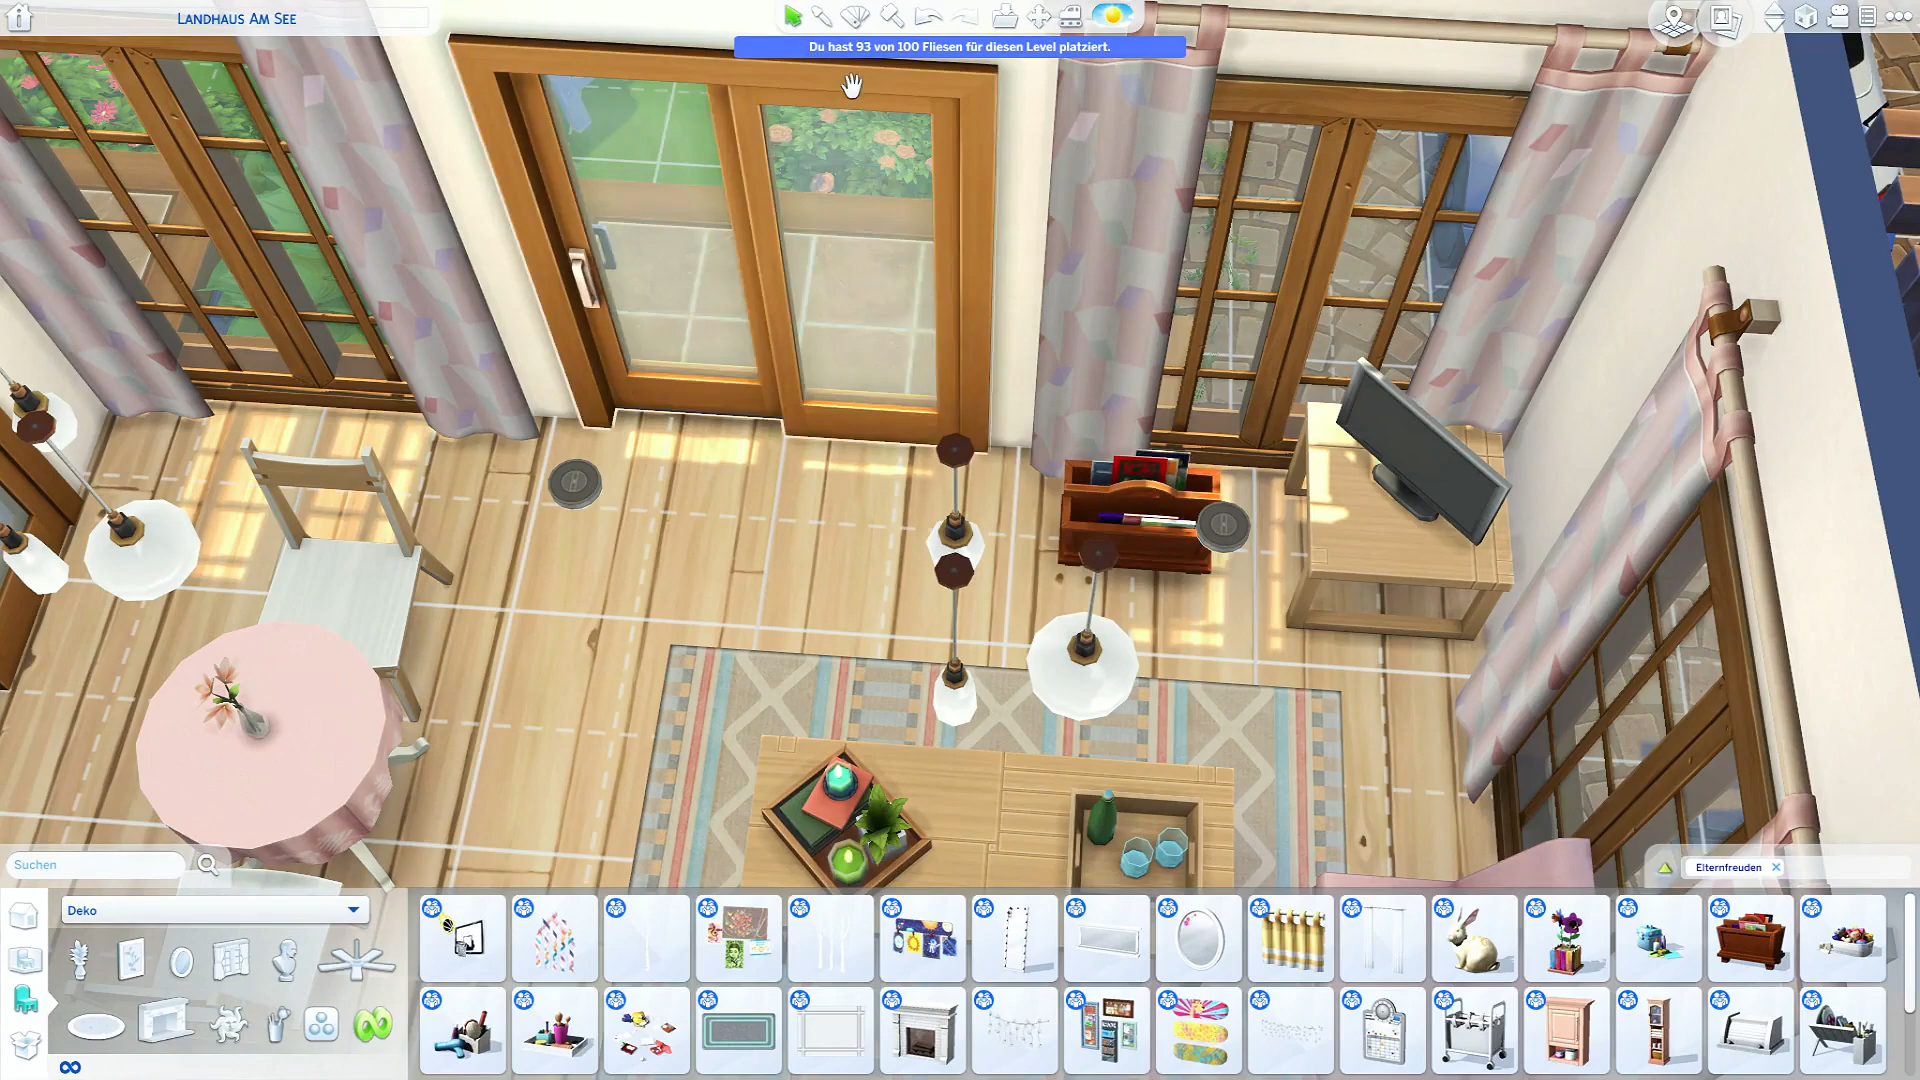 Landhaus Am See
Du hast 93 von 100 Fliesen für diesen Level platziert.
Suchen
Elternfreuden
Deko